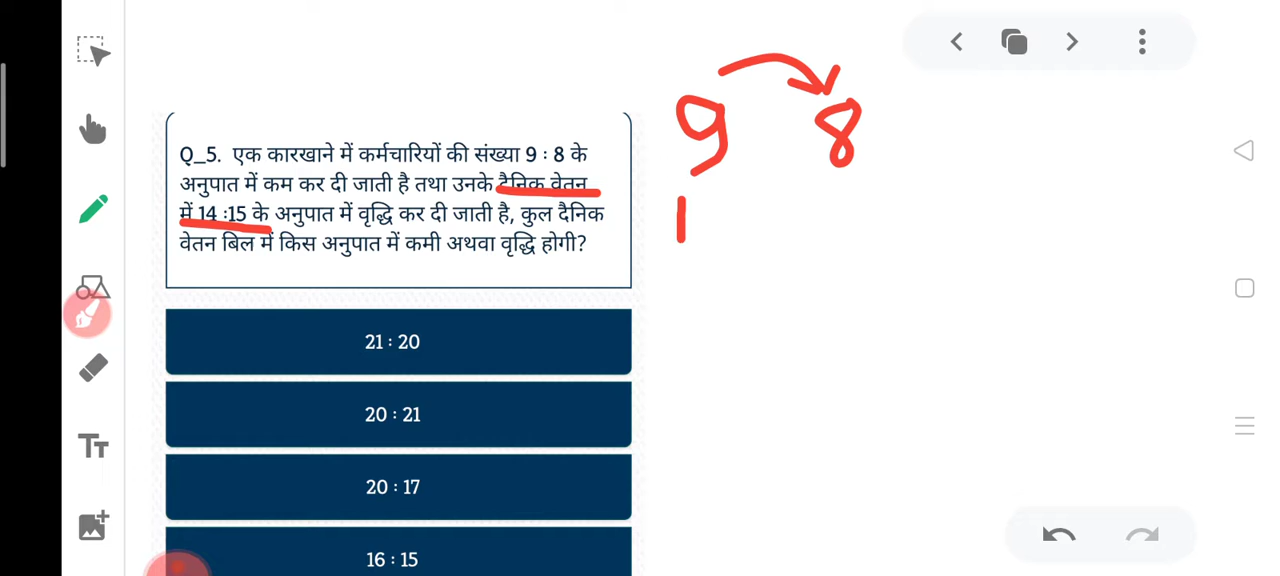 9 8
Q_5. एक कारखाने में कर्मचारियों की संख्या 9 : 8 के
अनुपात में कम कर दी जाती है तथा उनके दैनिक वेतन
में 14 :15 के अनुपात में वृद्धि कर दी जाती है, कुल दैनिक
वेतन बिल में किस अनुपात में कमी अथवा वृद्धि होगी?
1
21 : 20
20 : 21
20 : 17
16 : 15
TT